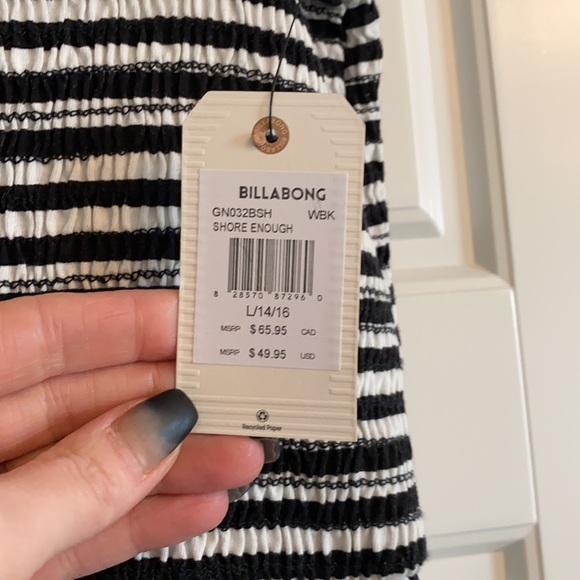 BILLABONG
GN032BSH WBK
SHORE ENOUGH
8 28570 87296 0
L/14/16
MSRP $65.95 CAD
MSRP $49.95 USD
Recycled Paper